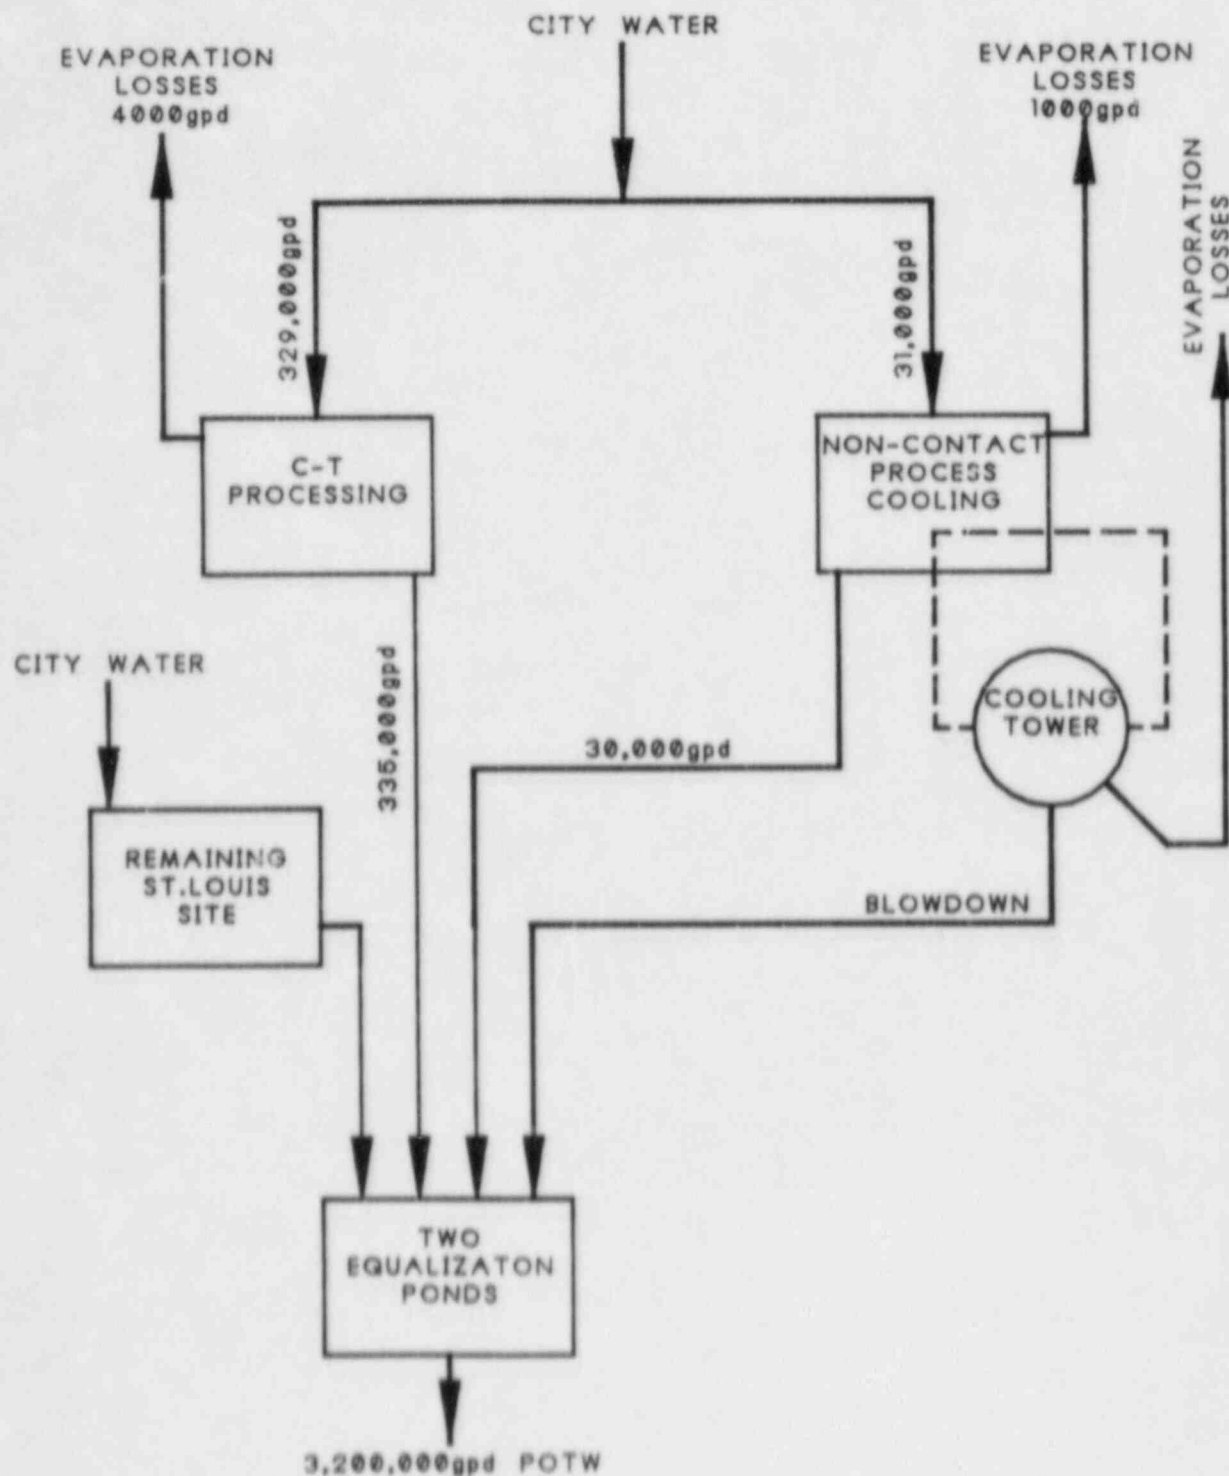 CITY WATER
EVAPORATION
LOSSES
4000gpd
EVAPORATION
LOSSES
1000gpd
EVAPORATION
LOSSES
329,000gpd
31,000gpd
C-T
PROCESSING
NON-CONTACT
PROCESS
COOLING
CITY WATER
335,000gpd
COOLING
TOWER
30,000gpd
REMAINING
ST.LOUIS
SITE
BLOWDOWN
TWO
EQUALIZATON
PONDS
3,200,000gpd POTW